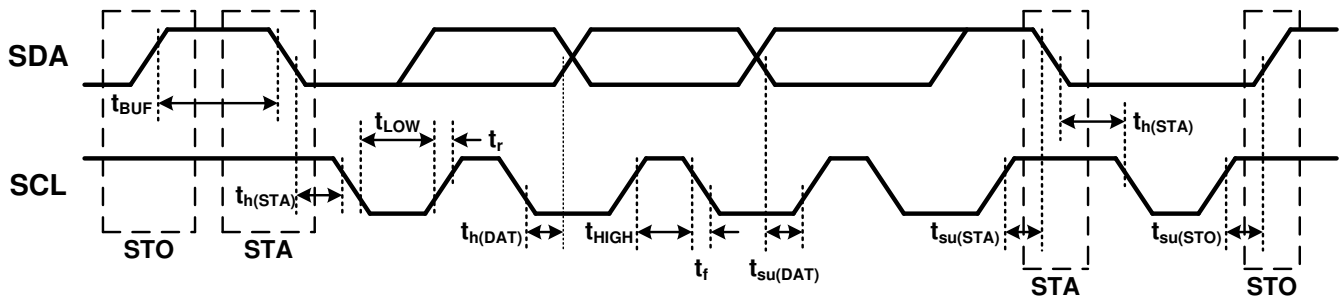 SDA
tBUF
tLOW
tr
th(STA)
SCL
th(STA)
th(DAT)
tHIGH
tf
tsu(DAT)
tsu(STA)
tsu(STO)
STO
STA
STA
STO